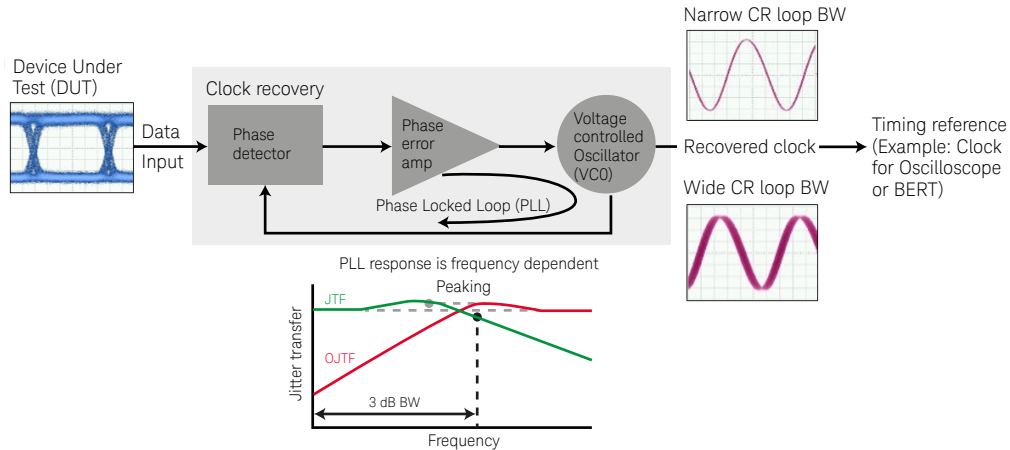 Narrow CR loop BW
Device Under
Test (DUT)
Clock recovery
Data
Input
Phase
detector
Phase
error
amp
Voltage
controlled
Oscillator
(VC0)
Recovered clock
Timing reference
(Example: Clock
for Oscilloscope
or BERT)
Phase Locked Loop (PLL)
Wide CR loop BW
PLL response is frequency dependent
Peaking
JTF
OJTF
Jitter transfer
3 dB BW
Frequency